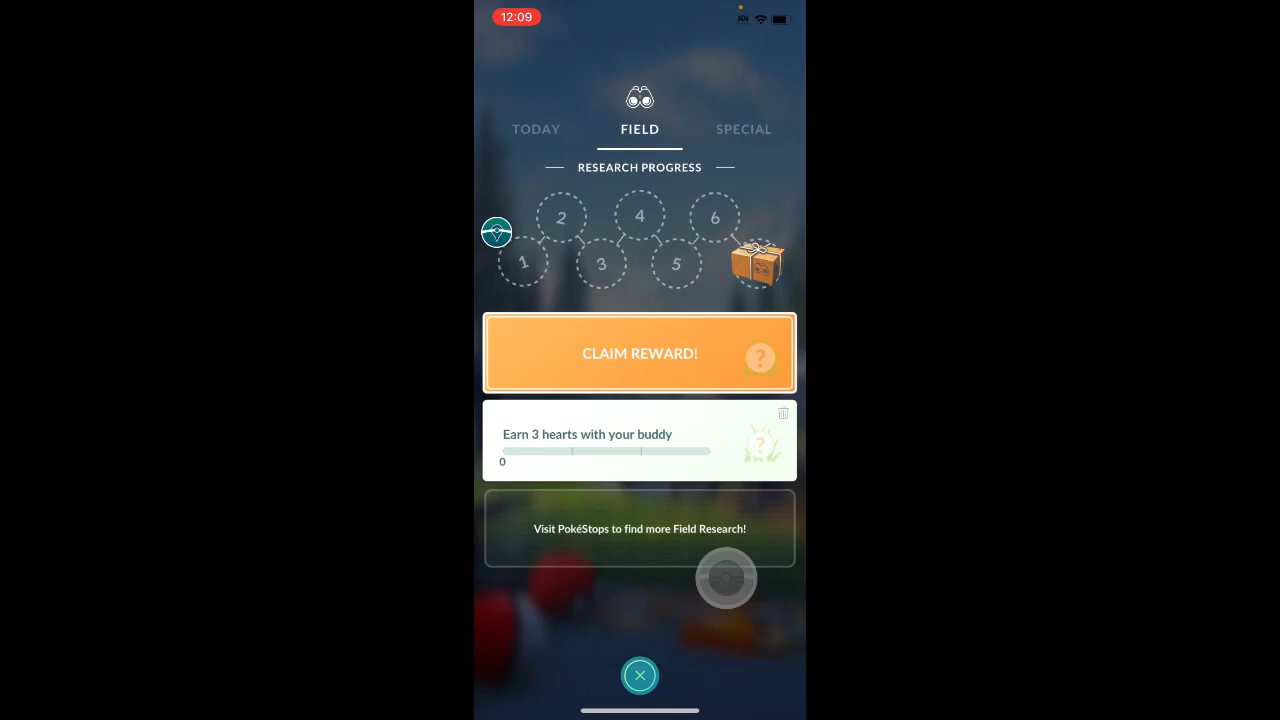 12:09
SOS
TODAY
FIELD
SPECIAL
RESEARCH PROGRESS
2
4
6
1
3
5
CLAIM REWARD!
?
Earn 3 hearts with your buddy
?
0
Visit PokéStops to find more Field Research!